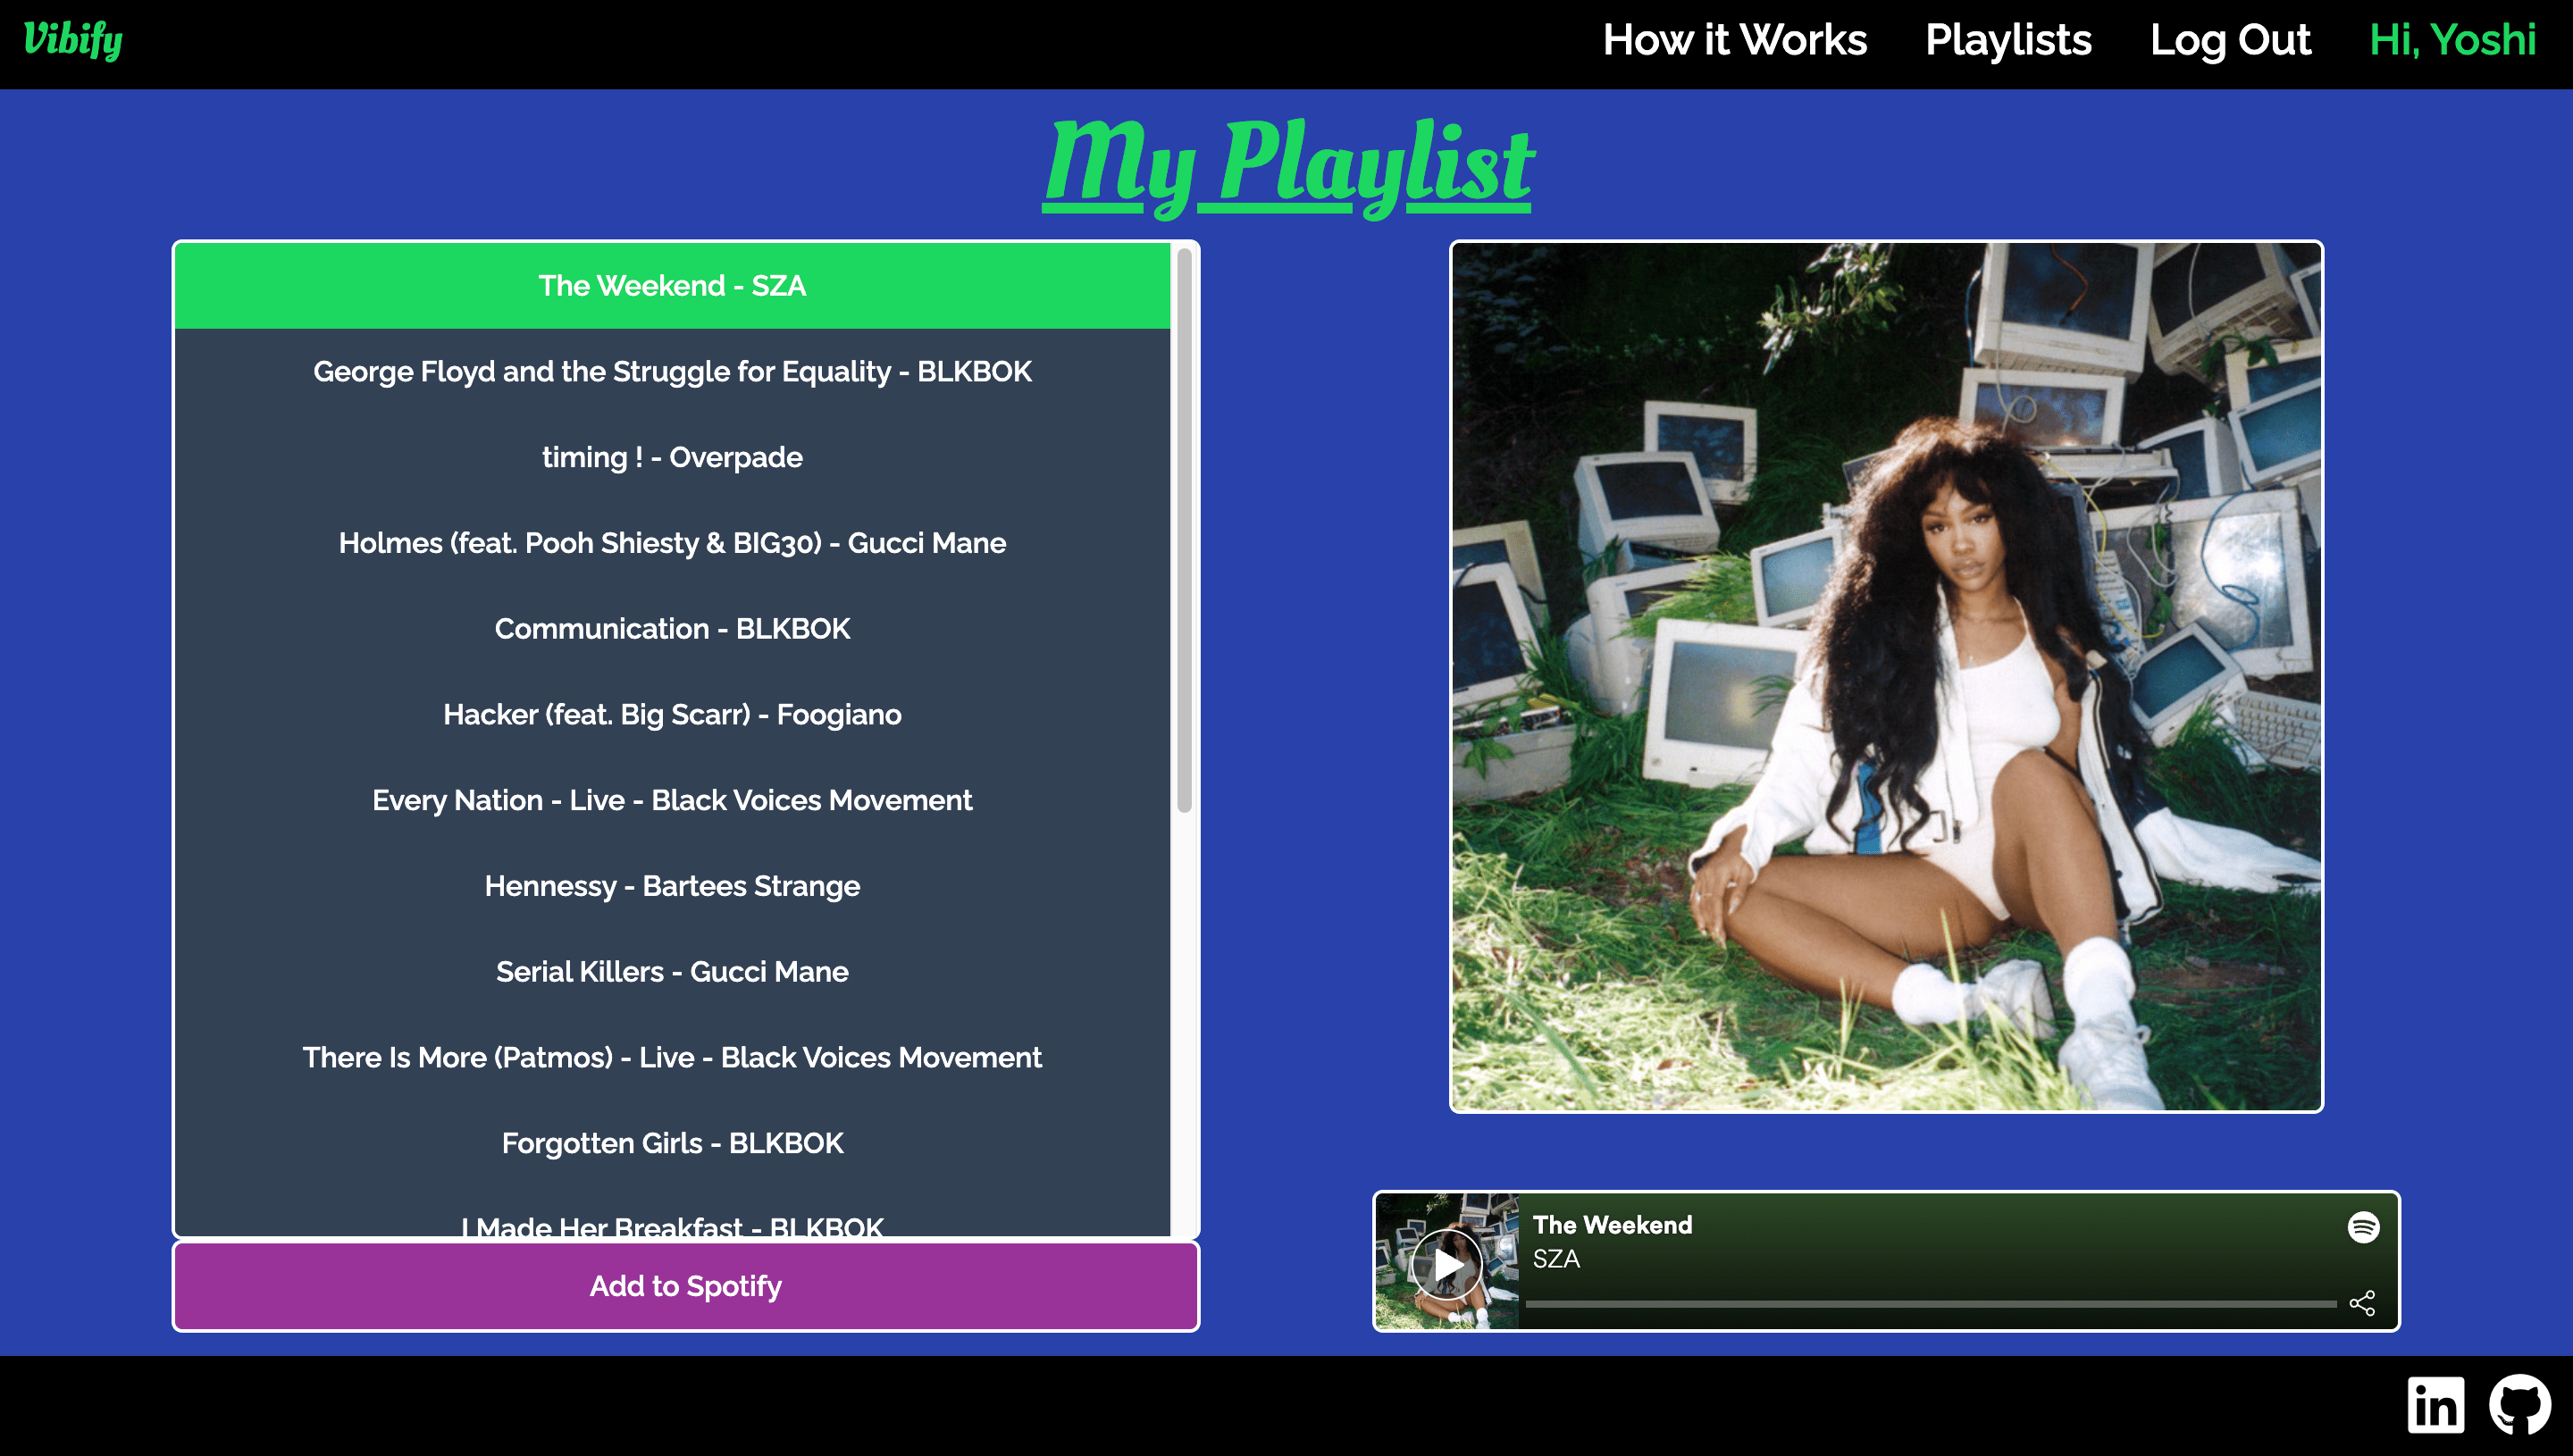 Vibify
How it Works
Playlists
Log Out
Hi, Yoshi
My Playlist
The Weekend - SZA
George Floyd and the Struggle for Equality - BLKBOK
timing ! - Overpade
Holmes (feat. Pooh Shiesty & BIG30) - Gucci Mane
Communication - BLKBOK
Hacker (feat. Big Scarr) - Foogiano
Every Nation - Live - Black Voices Movement
Hennessy - Bartees Strange
Serial Killers - Gucci Mane
There Is More (Patmos) - Live - Black Voices Movement
Forgotten Girls - BLKBOK
I Made Her Breakfast - BLKBOK
Add to Spotify
The Weekend
SZA
in